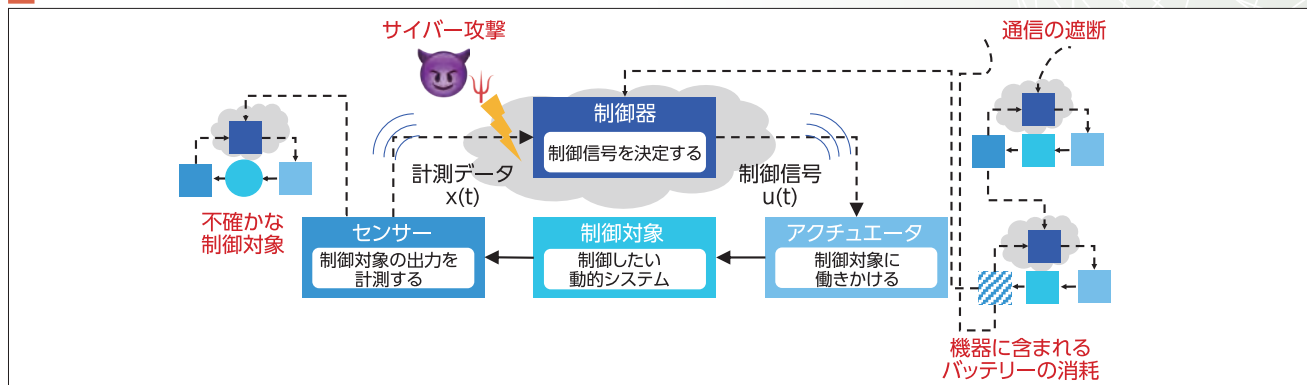 サイバー攻撃
通信の遮断
制御器
制御信号を決定する
計測データ
x(t)
制御信号
u(t)
不確かな
制御対象
センサー
制御対象の出力を
計測する
制御対象
制御したい
動的システム
アクチュエータ
制御対象に
働きかける
機器に含まれる
バッテリーの消耗